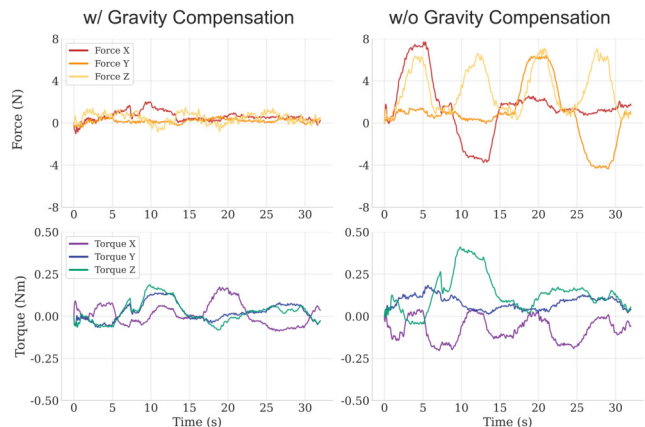 w/ Gravity Compensation
w/o Gravity Compensation
Force (N)
8
4
0
-4
-8
Force X
Force Y
Force Z
0 5 10 15 20 25 30
8
4
0
-4
-8
0 5 10 15 20 25 30
Torque (Nm)
0.50
0.25
0.00
-0.25
-0.50
Torque X
Torque Y
Torque Z
0 5 10 15 20 25 30
Time (s)
0.50
0.25
0.00
-0.25
-0.50
0 5 10 15 20 25 30
Time (s)